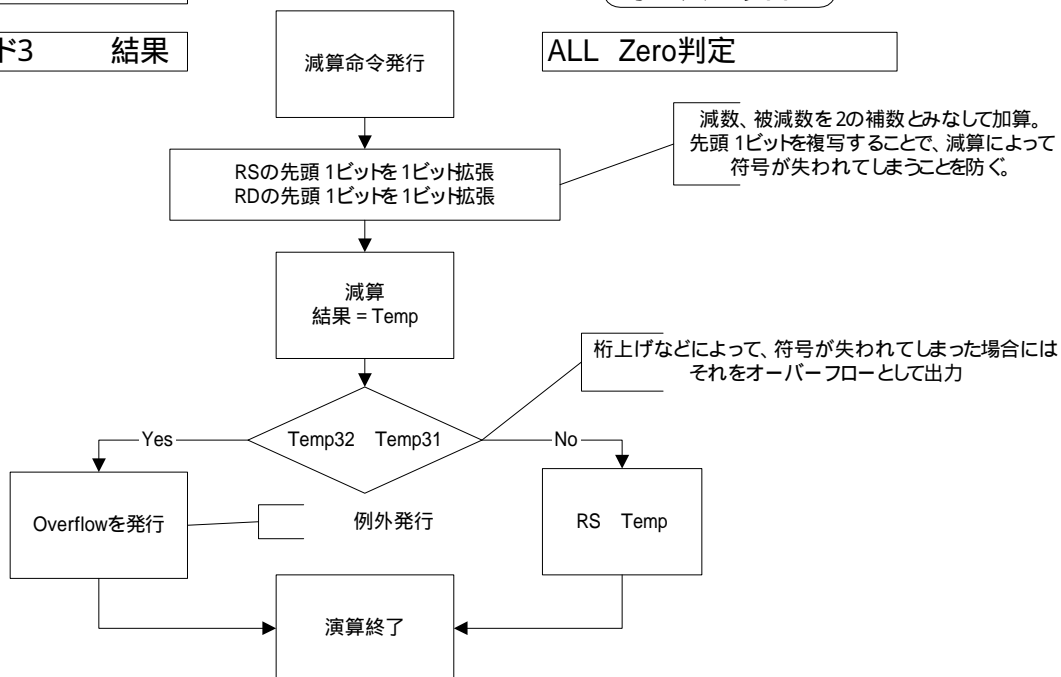 ド3 結果
減算命令発行
ALL Zero判定
減数、被減数を2の補数とみなして加算。
先頭1ビットを複写することで、減算によって
符号が失われてしまうことを防ぐ。
RSの先頭1ビットを1ビット拡張
RDの先頭1ビットを1ビット拡張
減算
結果 = Temp
桁上げなどによって、符号が失われてしまった場合には
それをオーバーフローとして出力
Temp32 Temp31
Yes
No
Overflowを発行
例外発行
RS Temp
演算終了